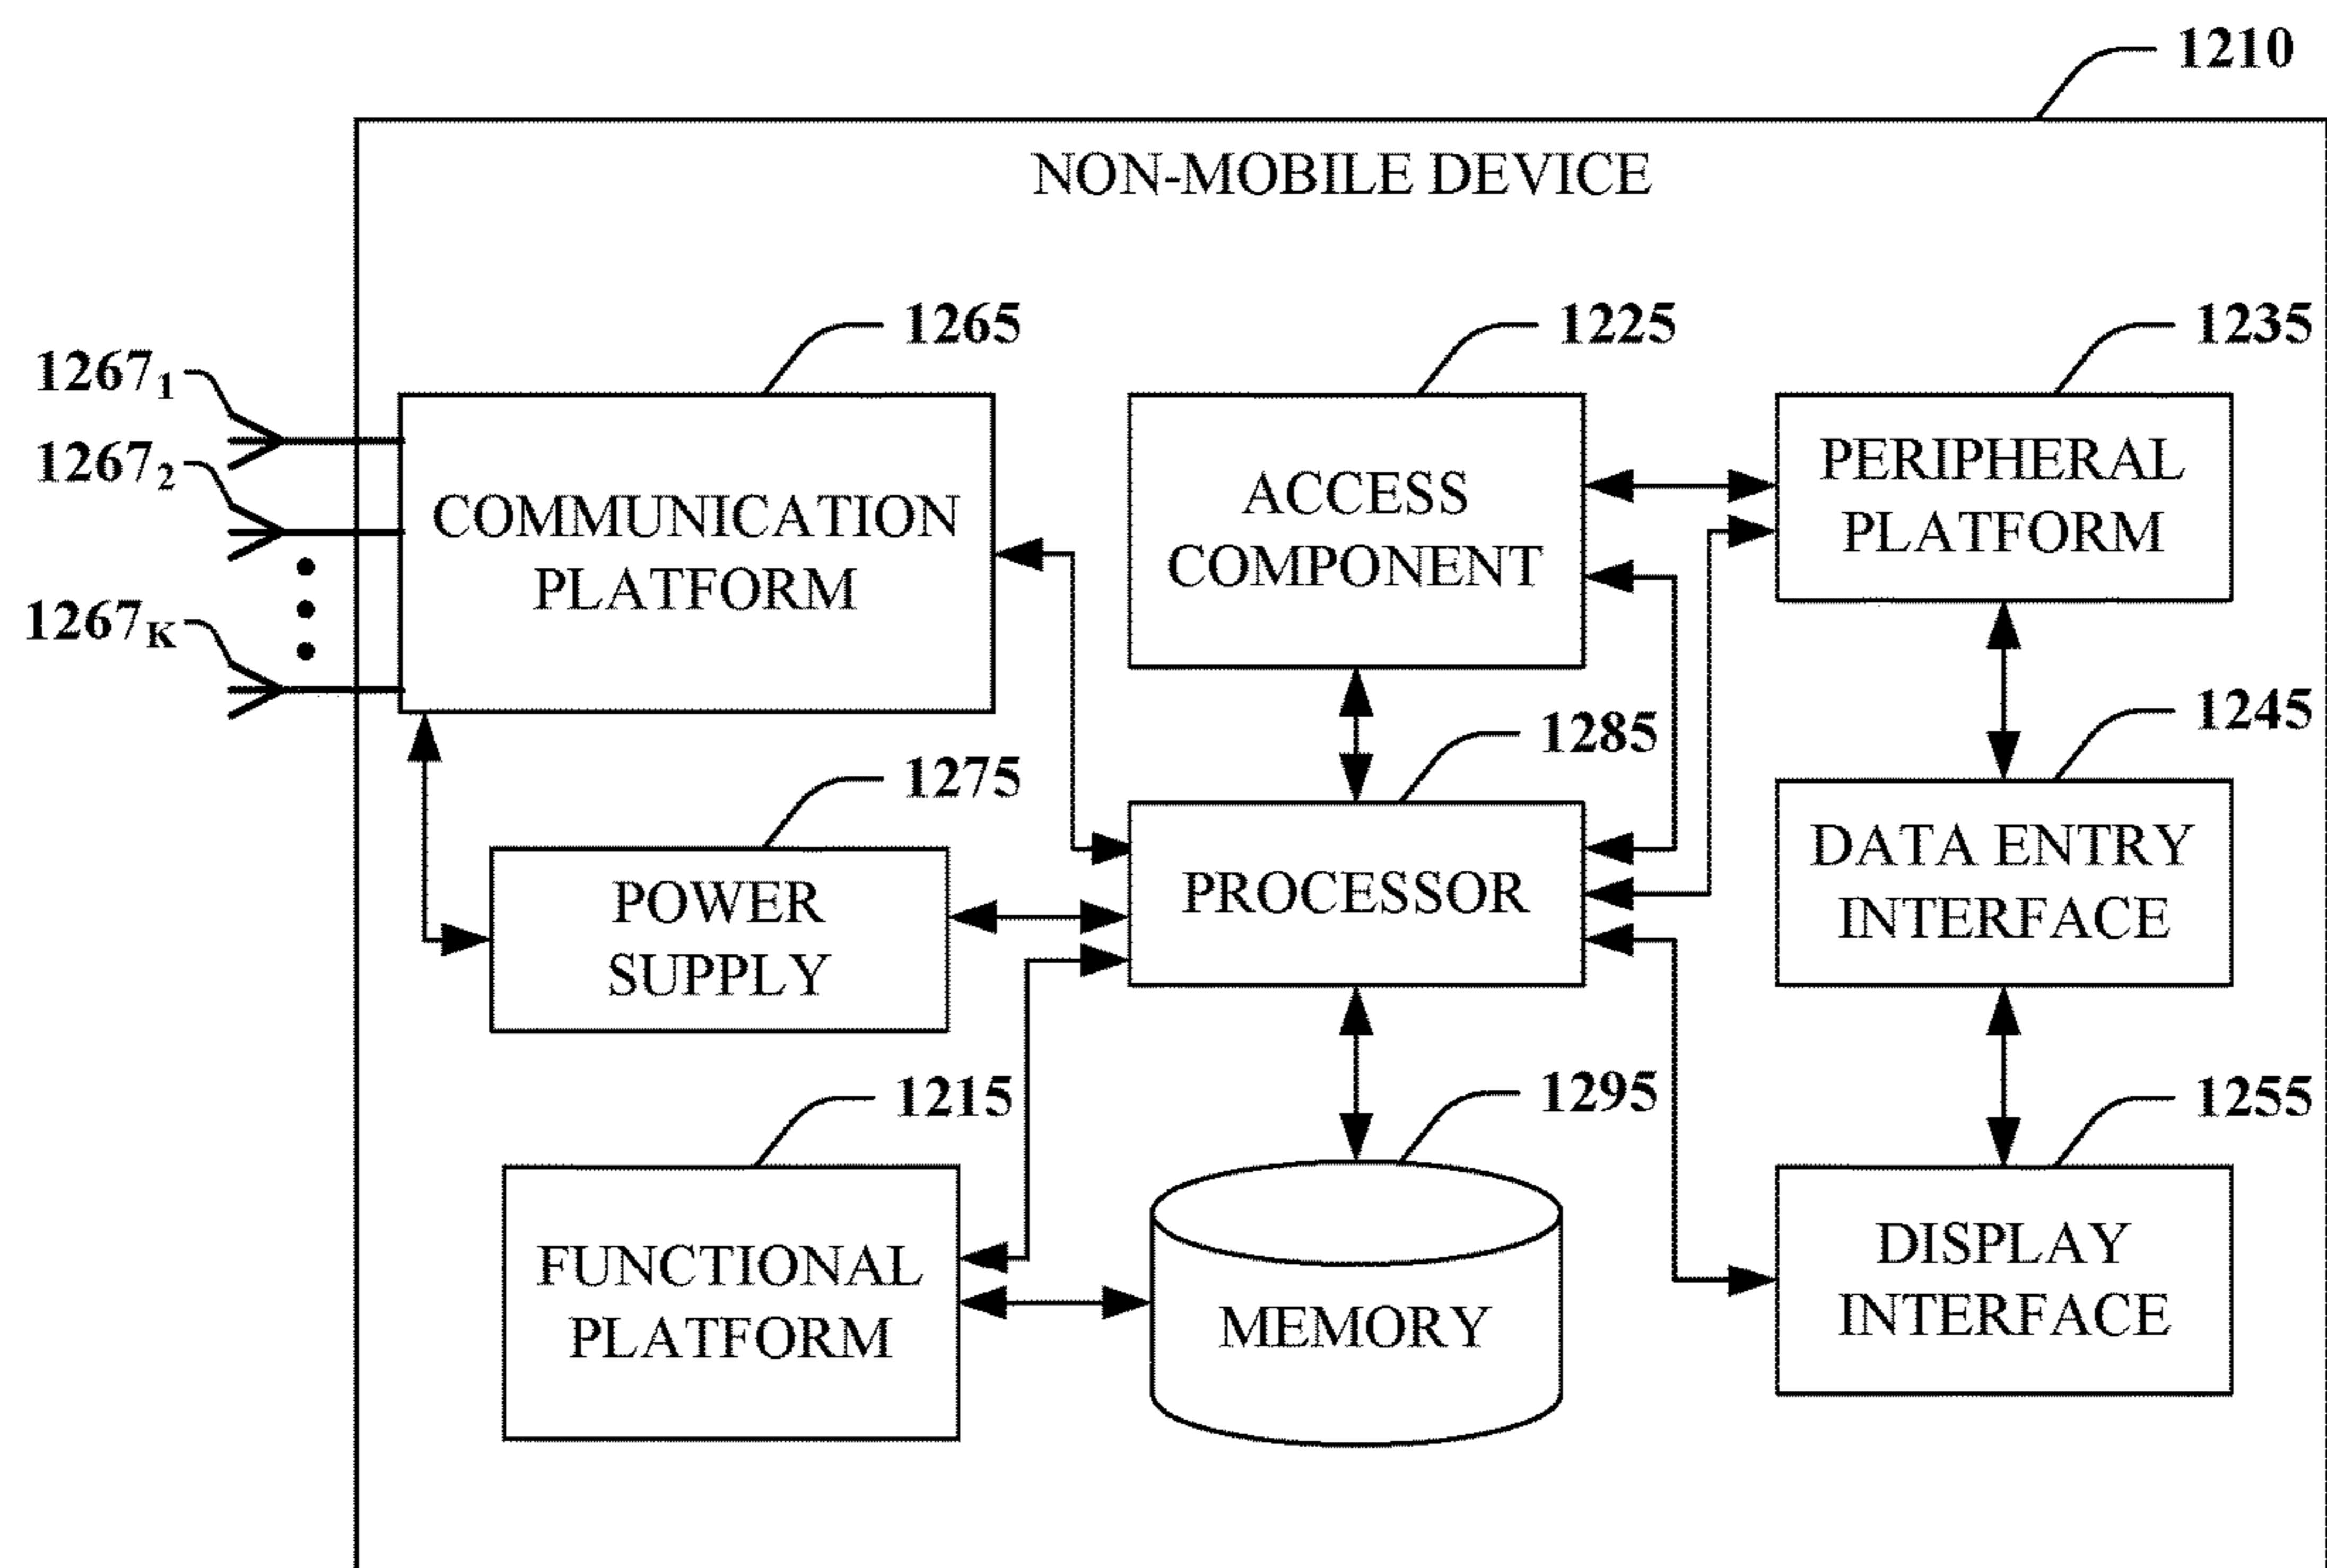 1210
NON-MOBILE DEVICE
1265
1225
1235
1267₁
1267₂
1267K
COMMUNICATION
PLATFORM
ACCESS
COMPONENT
PERIPHERAL
PLATFORM
1275
1285
1245
POWER
SUPPLY
PROCESSOR
DATA ENTRY
INTERFACE
1215
1295
1255
FUNCTIONAL
PLATFORM
MEMORY
DISPLAY
INTERFACE